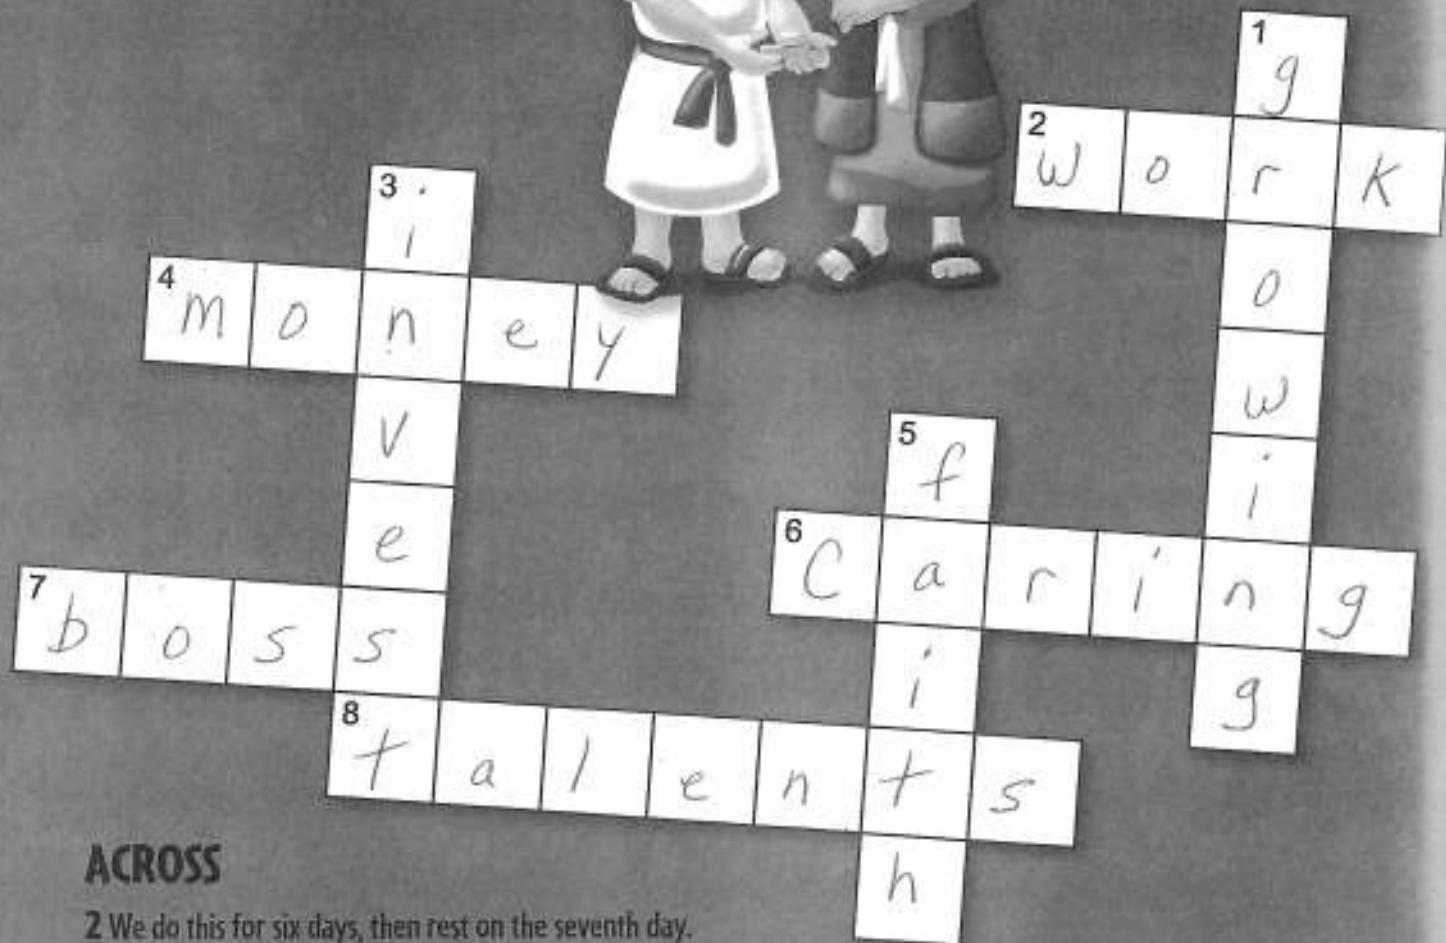 1
g
2 w o r k
3 i
o
4 m o n e y
w
v
5 f
i
e
6 C a r i n g
7 b o s s
i
g
8 t a l e n t s
h
ACROSS
2 We do this for six days, then rest on the seventh day.